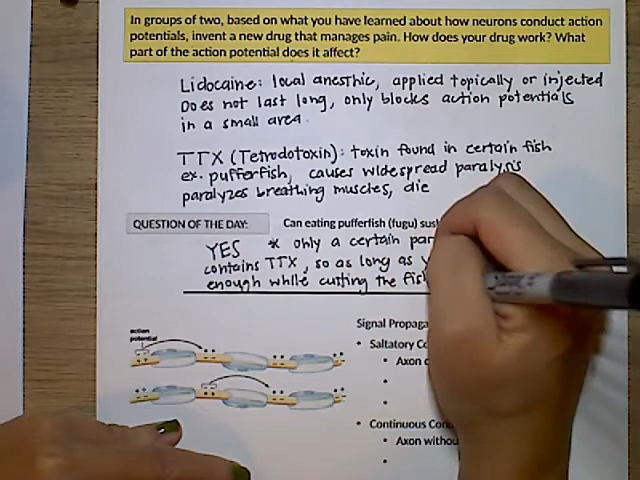 In groups of two, based on what you have learned about how neurons conduct action
potentials, invent a new drug that manages pain. How does your drug work? What
part of the action potential does it affect?
Lidocaine: local anesthic, applied topically or injected
Does not last long, only blocks action potentials
in a small area.
TTX (Tetrodotoxin): toxin found in certain fish
ex. pufferfish, causes widespread paralysis
paralyzes breathing muscles, die
QUESTION OF THE DAY: Can eating pufferfish (fugu)
YES * only a certain
contains TTX, so as long as
enough while cutting the fish
action
potential
Signal
• Saltatory
• Axon
• Continuous
• Axon